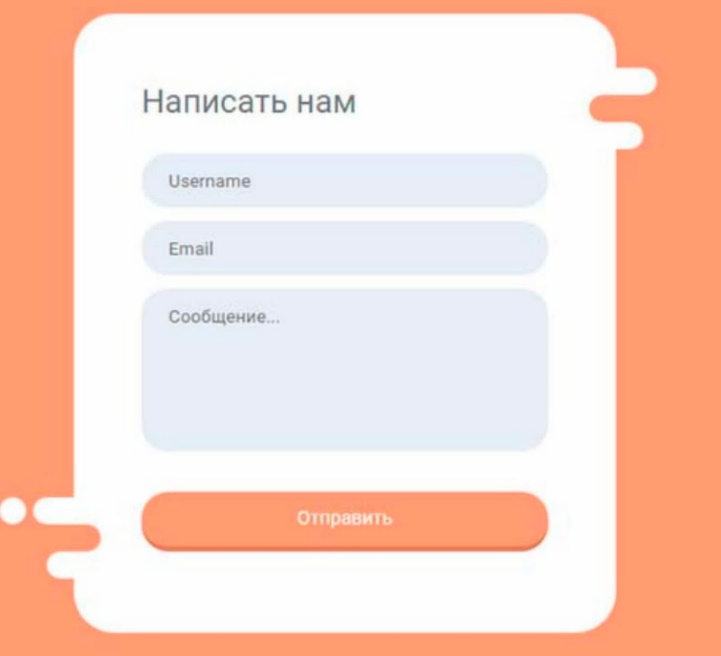 Написать нам
Username
Email
Сообщение...
Отправить